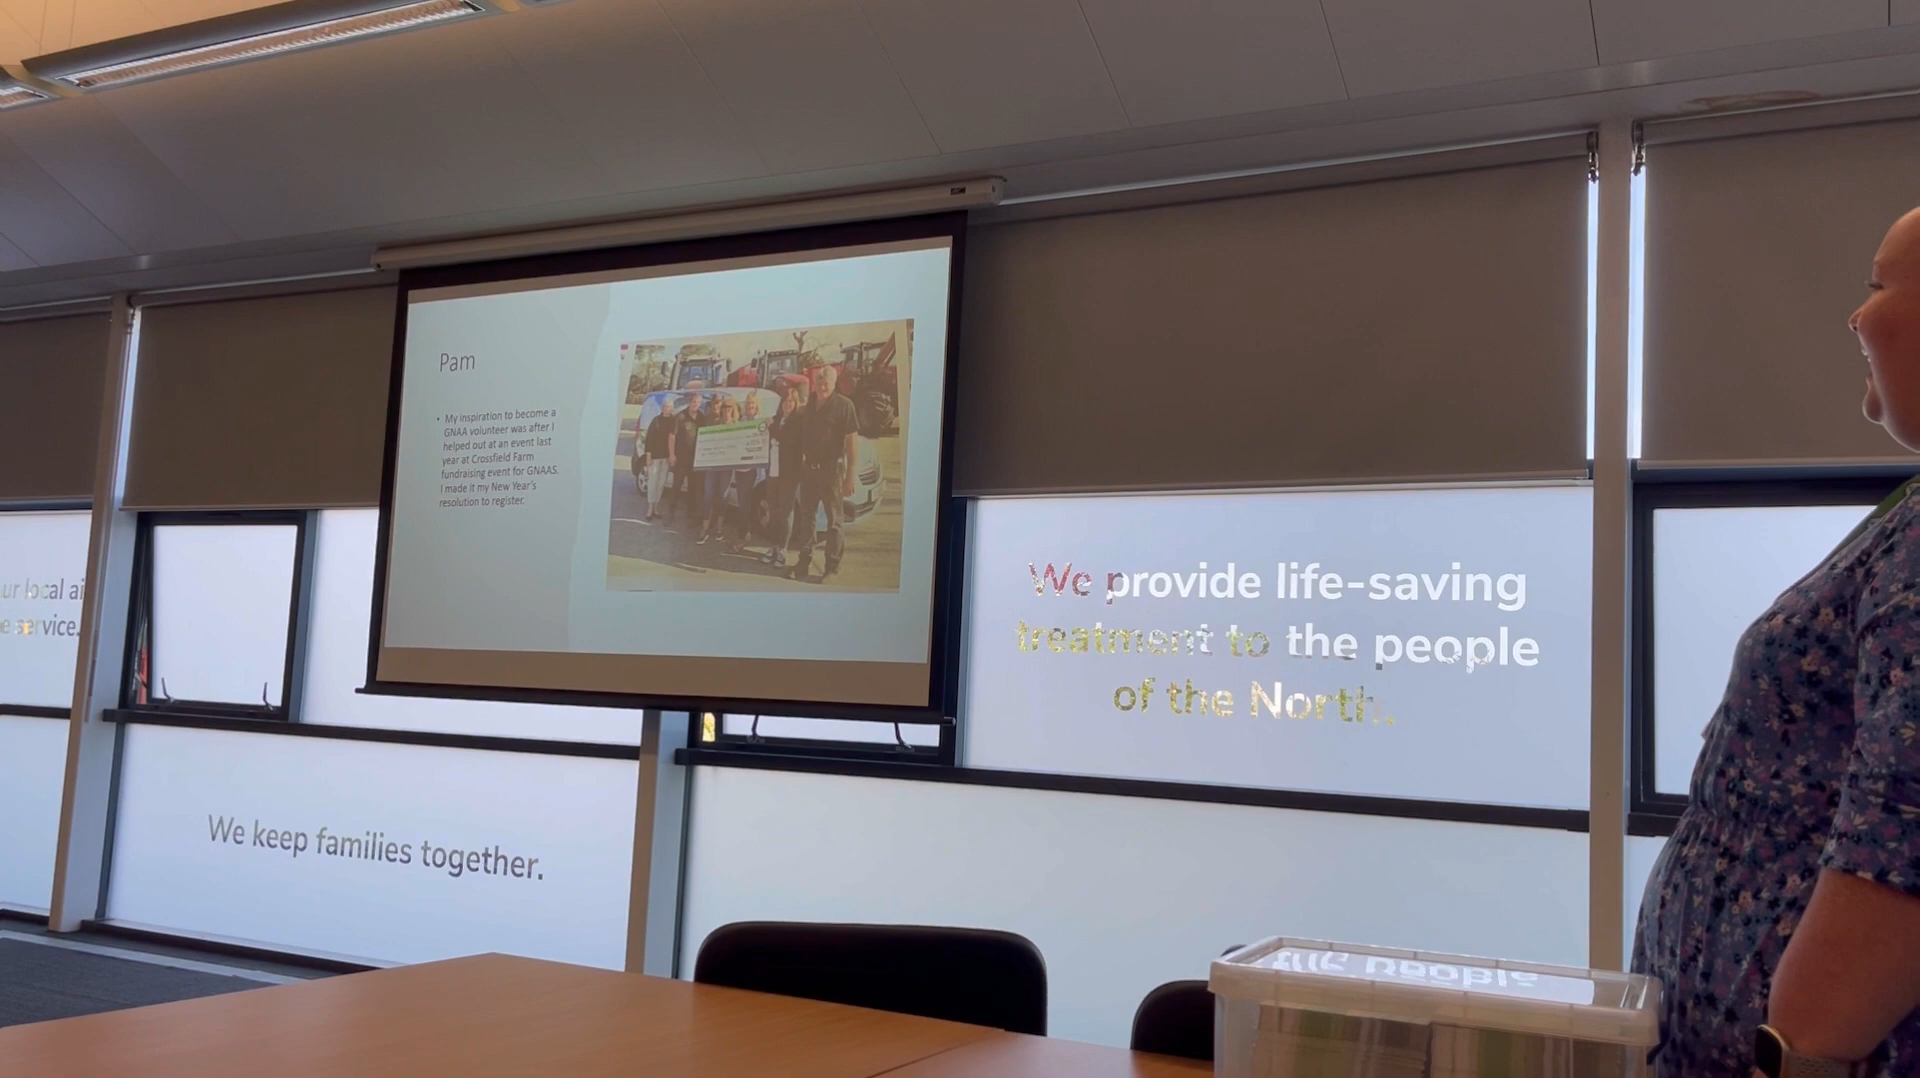 Pam
• My inspiration to become a
GNAA volunteer was after I
helped out at an event last
year at Crossfield Farm
fundraising event for GNAAS.
I made it my New Year's
resolution to register.
ur local ai
e service.
We keep families together.
We provide life-saving
treatment to the people
of the North.